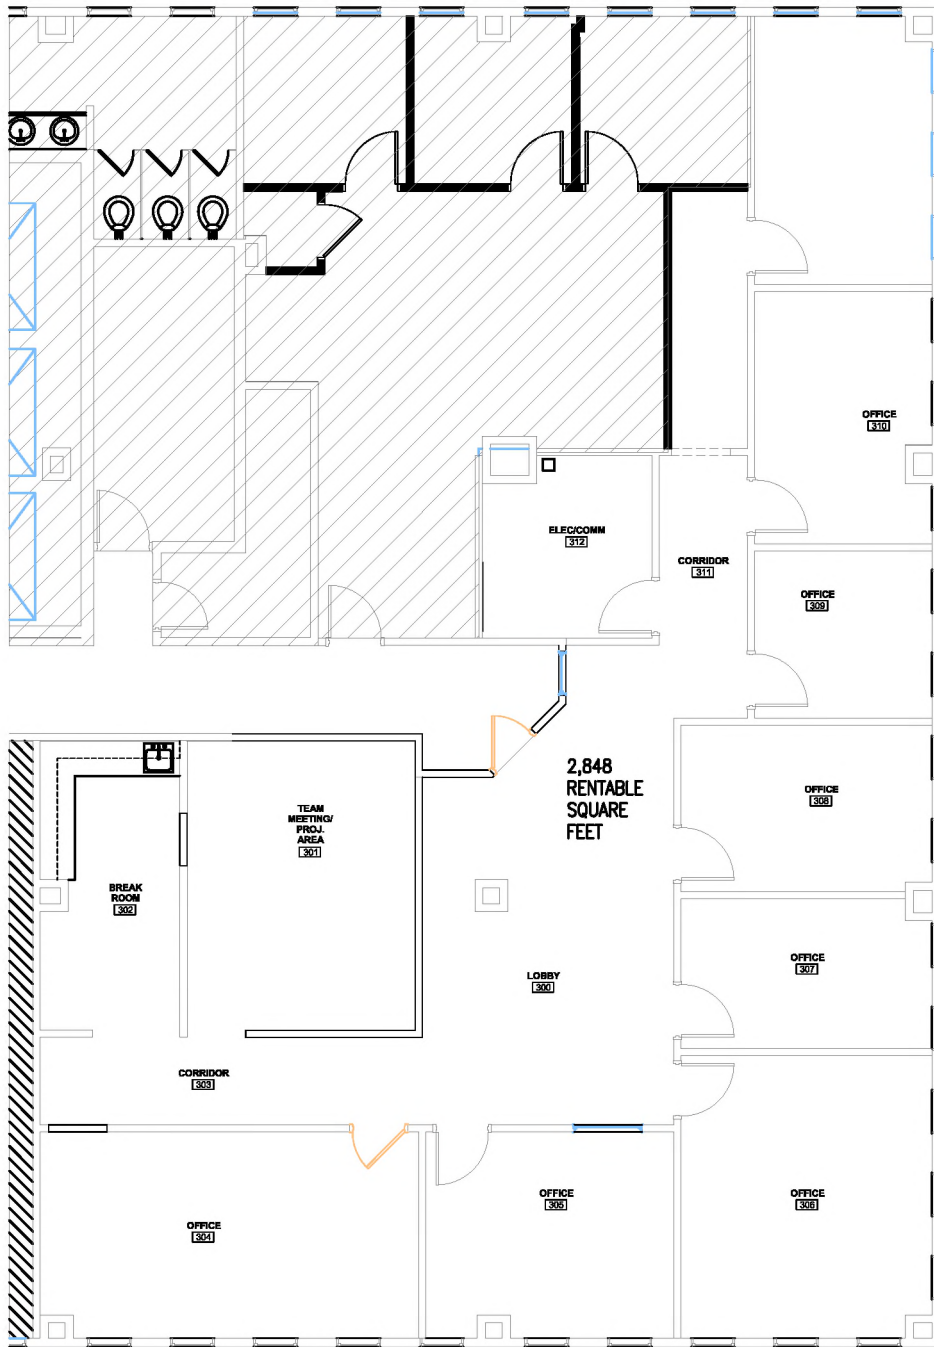 OFFICE
310
ELEC/COMM
312
CORRIDOR
311
OFFICE
309
2,848
RENTABLE
SQUARE
FEET
OFFICE
308
TEAM
MEETING/
PROJ.
AREA
301
BREAK
ROOM
302
OFFICE
307
LOBBY
300
CORRIDOR
303
OFFICE
304
OFFICE
305
OFFICE
306